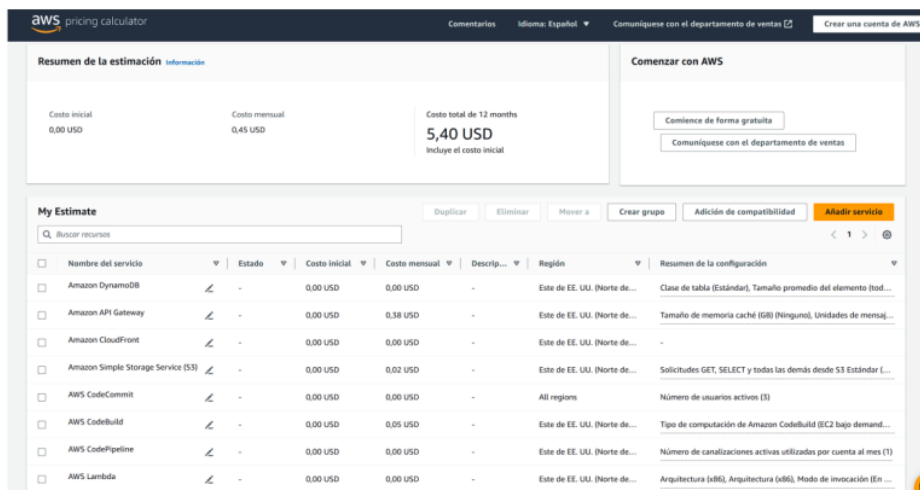 aws pricing calculator
Comentarios Idioma: Español Comuníquese con el departamento de ventas Crear una cuenta de AWS
Resumen de la estimación Información
Comenzar con AWS
Costo inicial
0,00 USD
Costo mensual
0,45 USD
Costo total de 12 months
5,40 USD
Incluye el costo inicial
Comience de forma gratuita
Comuníquese con el departamento de ventas
My Estimate
Duplicar Eliminar Mover a Crear grupo Adición de compatibilidad Añadir servicio
Buscar recursos
1
Nombre del servicio Estado Costo inicial Costo mensual Descrip... Región Resumen de la configuración
Amazon DynamoDB - 0,00 USD 0,00 USD - Este de EE. UU. (Norte de... Clase de tabla (Estándar), Tamaño promedio del elemento (tod...
Amazon API Gateway - 0,00 USD 0,38 USD - Este de EE. UU. (Norte de... Tamaño de memoria caché (GB) (Ninguno), Unidades de mensaj...
Amazon CloudFront - 0,00 USD 0,00 USD - Este de EE. UU. (Norte de... -
Amazon Simple Storage Service (S3) - 0,00 USD 0,02 USD - Este de EE. UU. (Norte de... Solicitudes GET, SELECT y todas las demás desde S3 Estándar (...
AWS CodeCommit - 0,00 USD 0,00 USD - All regions Número de usuarios activos (3)
AWS CodeBuild - 0,00 USD 0,05 USD - Este de EE. UU. (Norte de... Tipo de computación de Amazon CodeBuild (EC2 bajo demand...
AWS CodePipeline - 0,00 USD 0,00 USD - Este de EE. UU. (Norte de... Número de canalizaciones activas utilizadas por cuenta al mes (1)
AWS Lambda - 0,00 USD 0,00 USD - Este de EE. UU. (Norte de... Arquitectura (x86), Arquitectura (x86), Modo de invocación (En ...